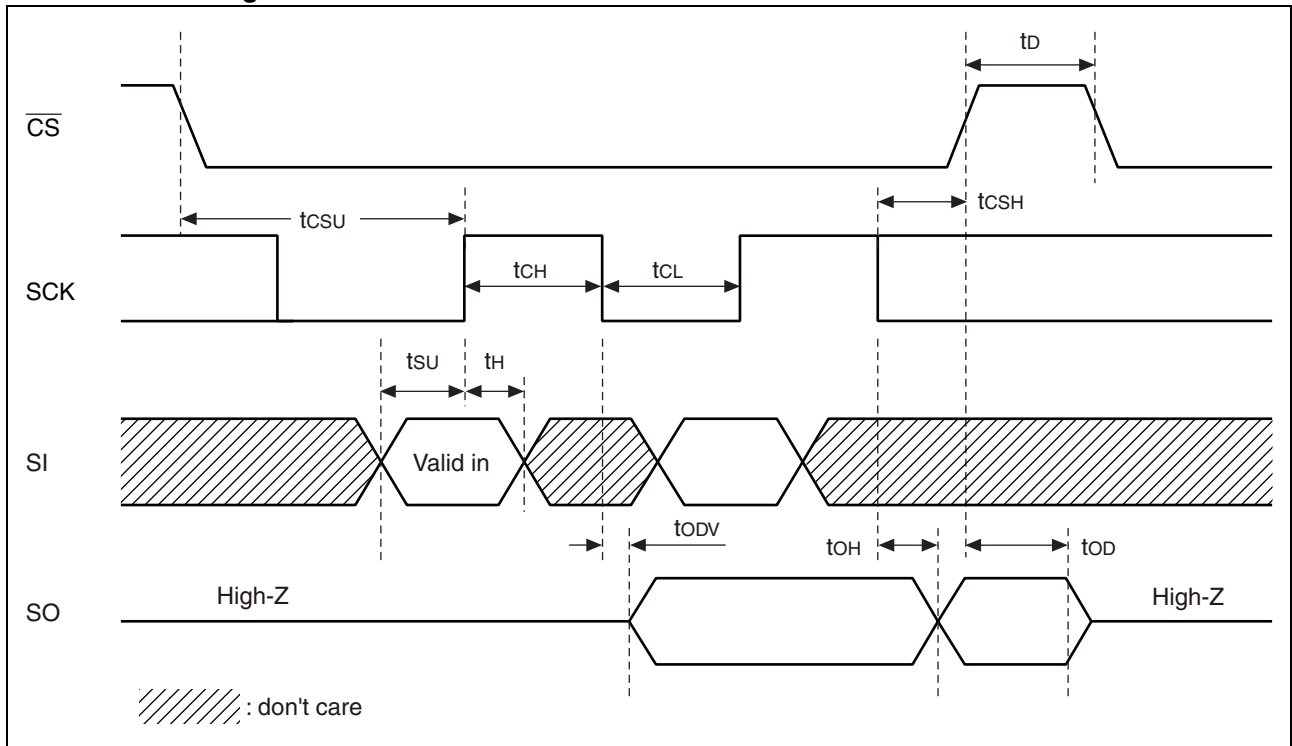 tD
CS
tCSH
tCSU
SCK
tCH
tCL
tSU
tH
SI
Valid in
tODV
tOH
tOD
SO
High-Z
High-Z
: don't care